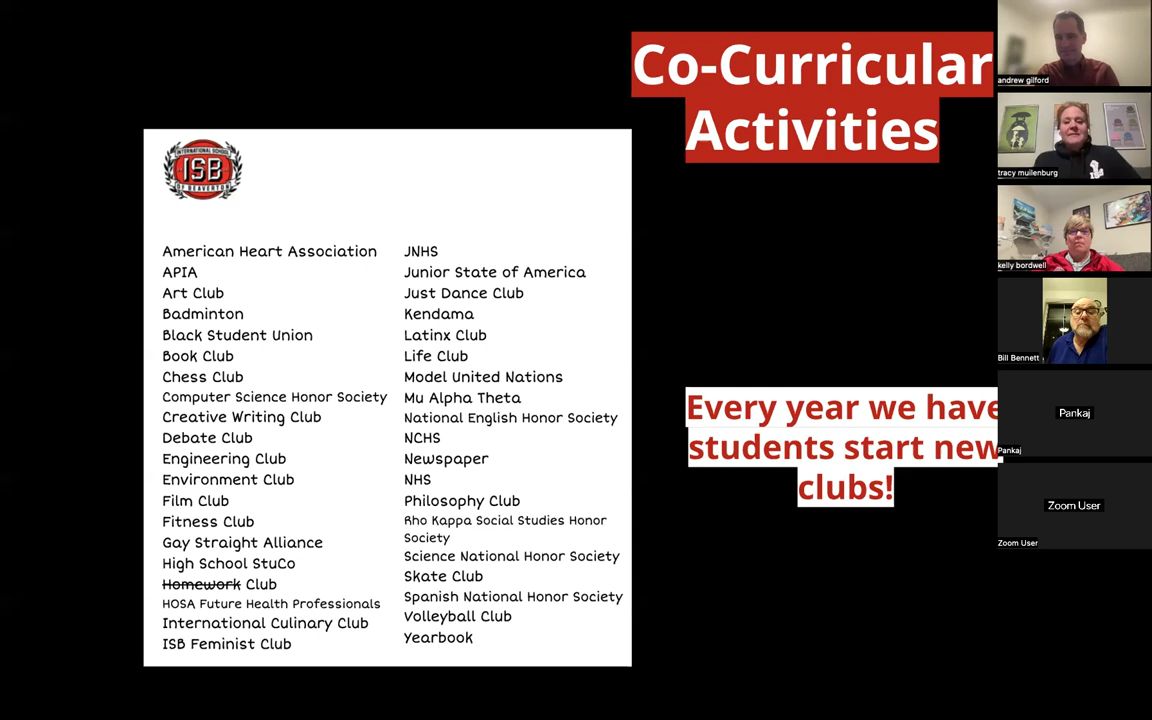 Co-Curricular
Activities
INTERNATIONAL SCHOOL
ISB
OF BEAVERTON
American Heart Association
APIA
Art Club
Badminton
Black Student Union
Book Club
Chess Club
Computer Science Honor Society
Creative Writing Club
Debate Club
Engineering Club
Environment Club
Film Club
Fitness Club
Gay Straight Alliance
High School StuCo
Homework Club
HOSA Future Health Professionals
International Culinary Club
ISB Feminist Club
JNHS
Junior State of America
Just Dance Club
Kendama
Latinx Club
Life Club
Model United Nations
Mu Alpha Theta
National English Honor Society
NCHS
Newspaper
NHS
Philosophy Club
Rho Kappa Social Studies Honor
Society
Science National Honor Society
Skate Club
Spanish National Honor Society
Volleyball Club
Yearbook
Every year we have
students start new
clubs!
andrew gilford
tracy muilenburg
kelly bordwell
Bill Bennett
Pankaj
Pankaj
Zoom User
Zoom User